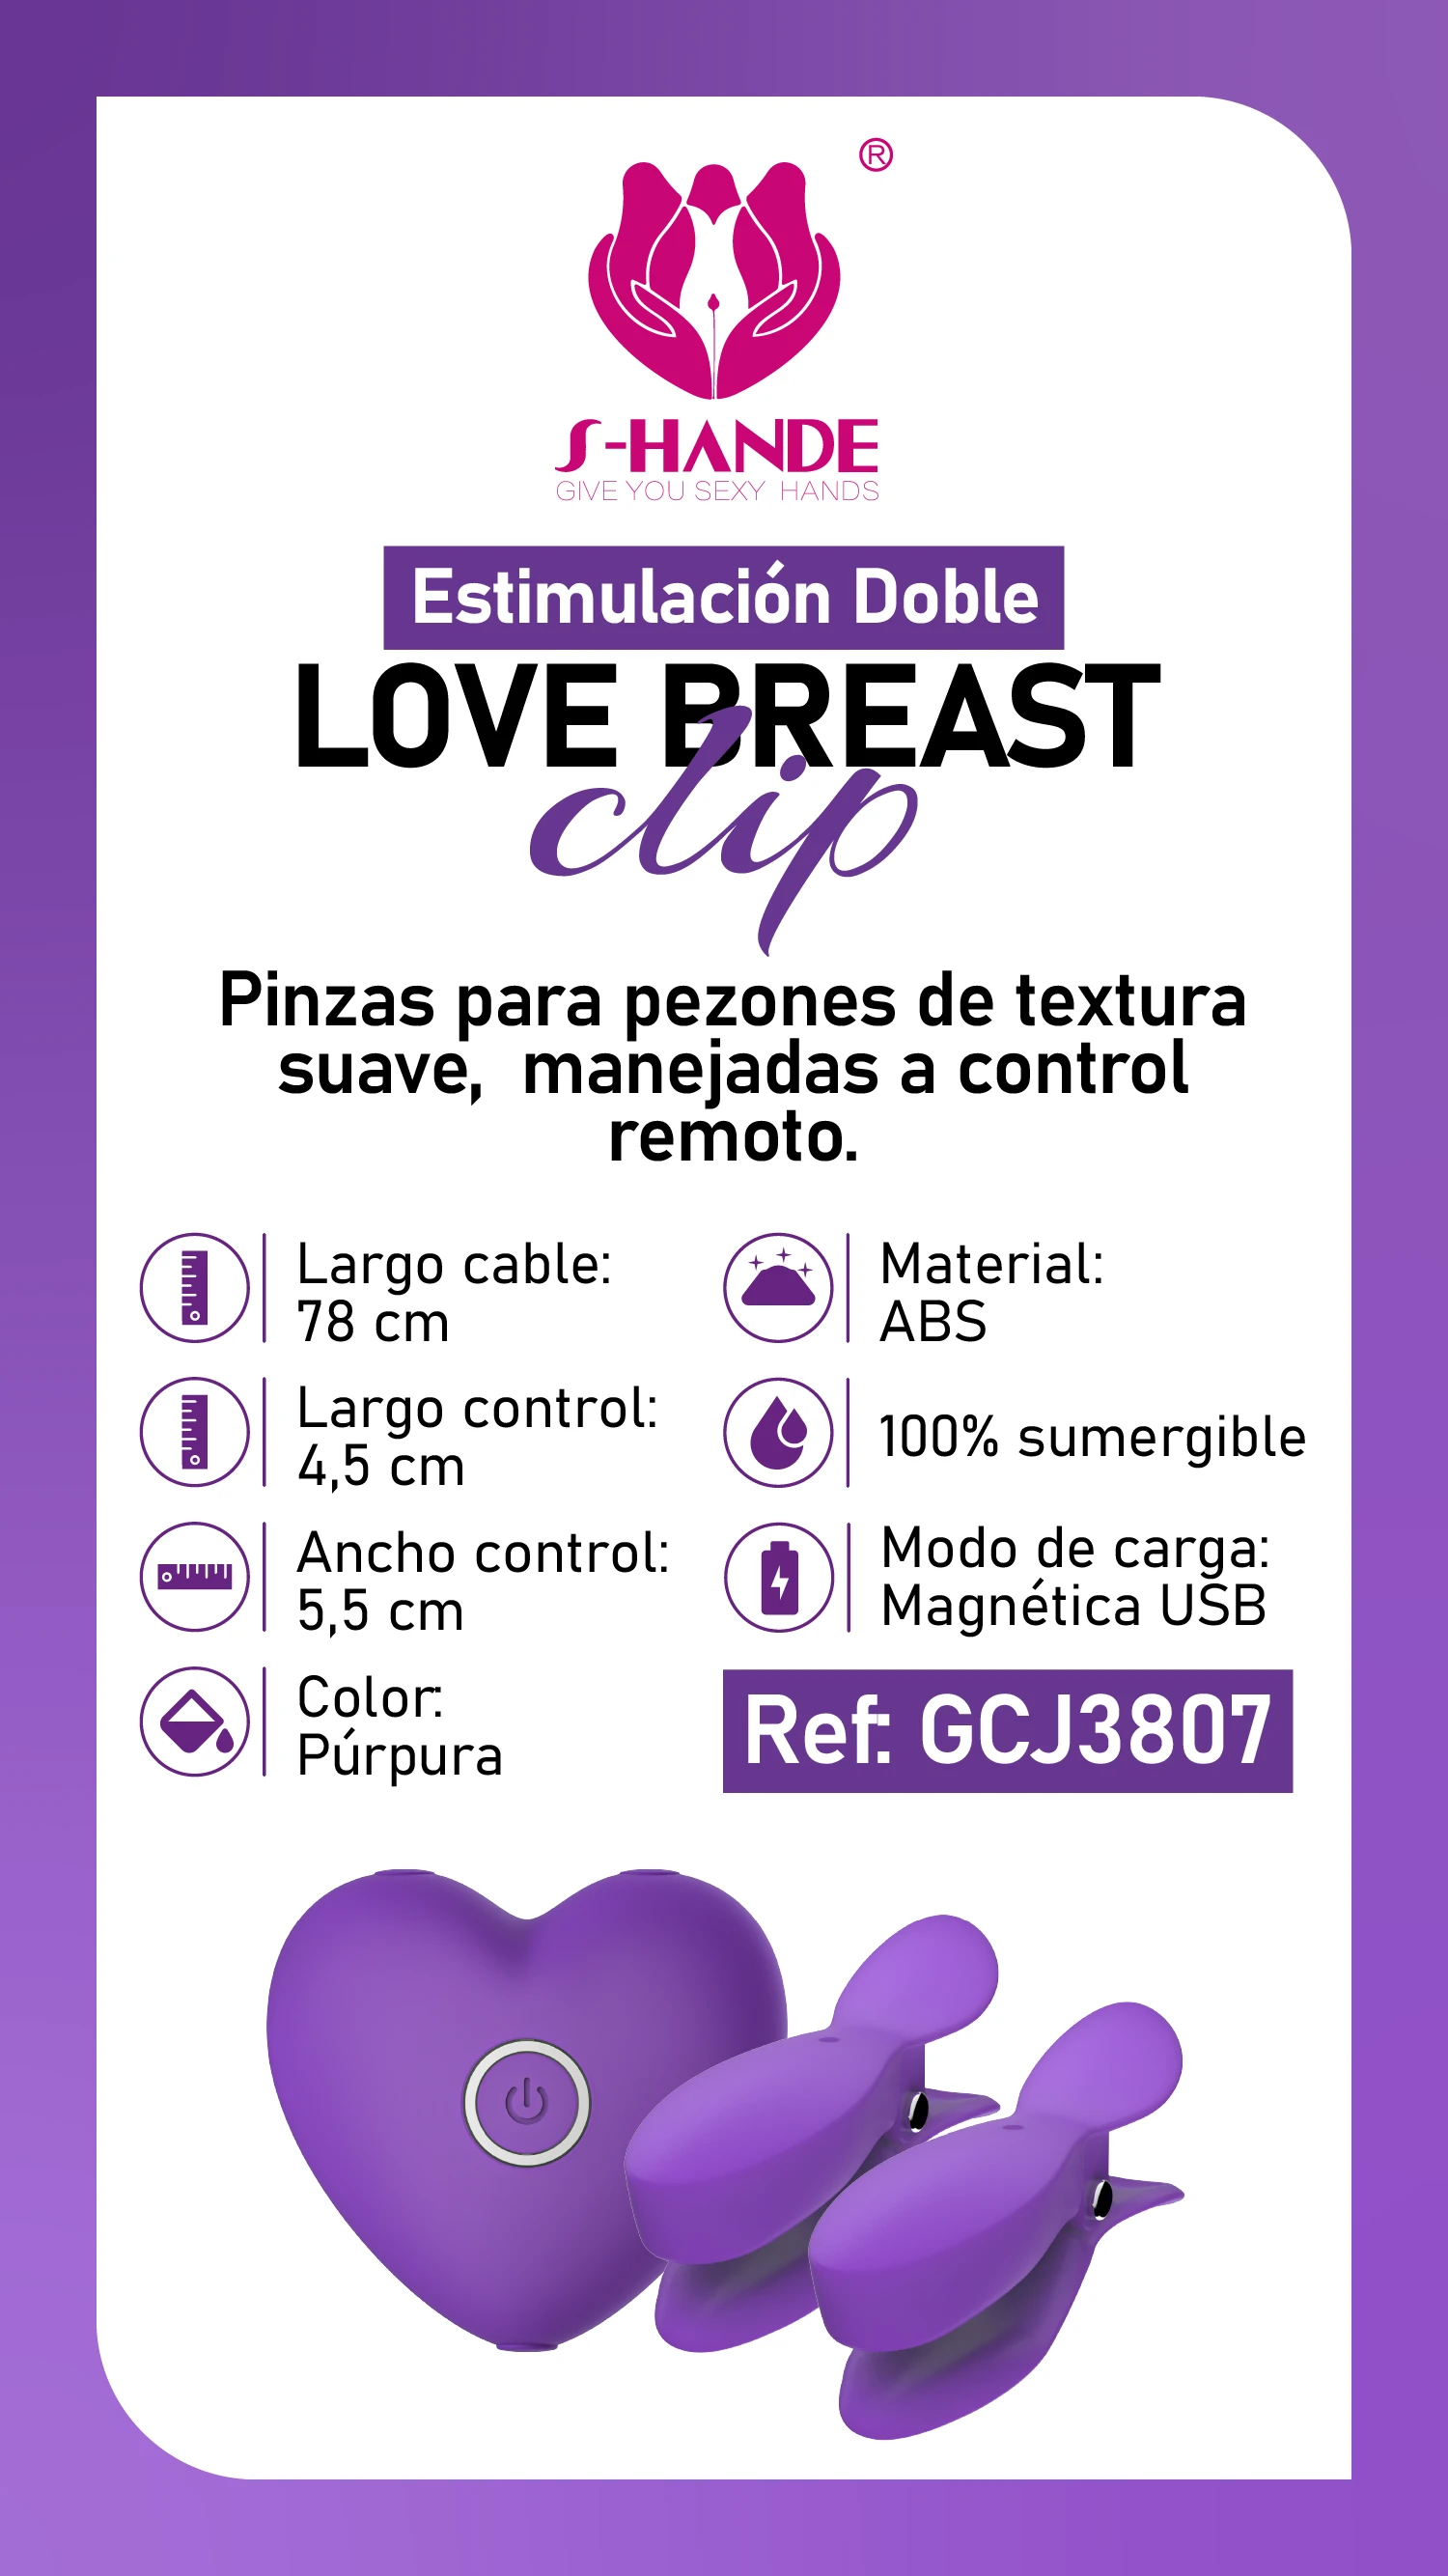 ®
S-HANDE
GIVE YOU SEXY HANDS
Estimulación Doble
LOVE BREAST
clip
Pinzas para pezones de textura
suave, manejadas a control
remoto.
Largo cable:
78 cm
Largo control:
4,5 cm
Ancho control:
5,5 cm
Color:
Púrpura
Material:
ABS
100% sumergible
Modo de carga:
Magnética USB
Ref: GCJ3807